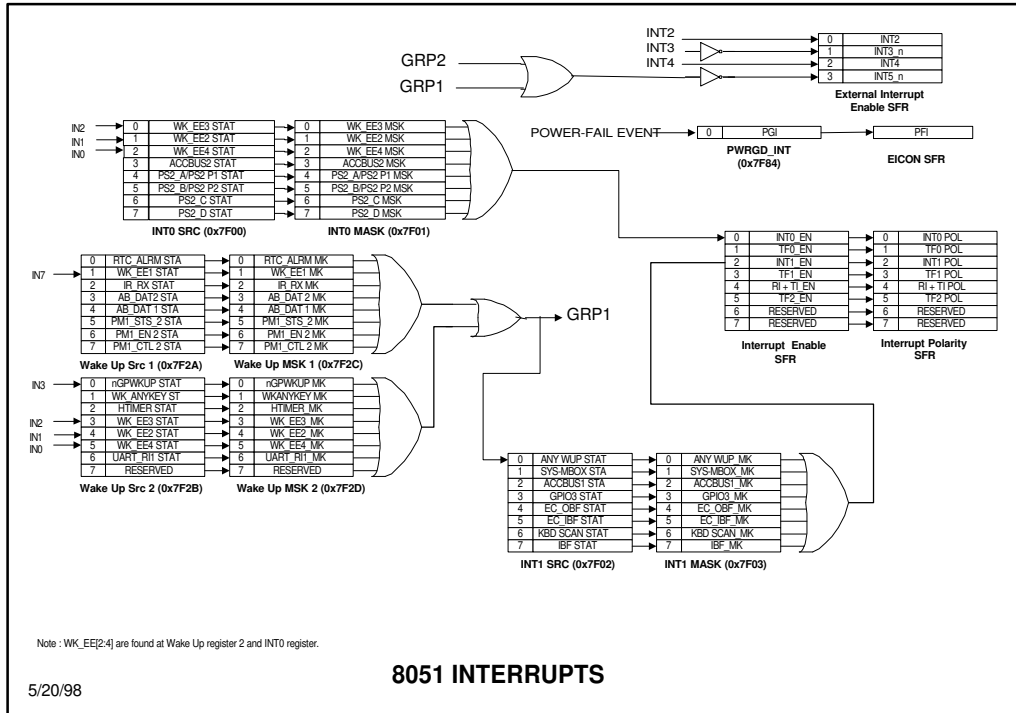 INT2
INT3
INT4
0 INT2
1 INT3_n
2 INT4
3 INT5_n
External Interrupt
Enable SFR
GRP2
GRP1
POWER-FAIL EVENT
0 PGI
PWRGD_INT
(0x7F84)
PFI
EICON SFR
IN2
IN1
IN0
0 WK_EE3 STAT
1 WK_EE2 STAT
2 WK_EE4 STAT
3 ACCBUS2 STAT
4 PS2_A/PS2 P1 STAT
5 PS2_B/PS2 P2 STAT
6 PS2_C STAT
7 PS2_D STAT
INT0 SRC (0x7F00)
0 WK_EE3 MSK
1 WK_EE2 MSK
2 WK_EE4 MSK
3 ACCBUS2 MSK
4 PS2_A/PS2 P1 MSK
5 PS2_B/PS2 P2 MSK
6 PS2_C MSK
7 PS2_D MSK
INT0 MASK (0x7F01)
0 INT0_EN
1 TF0_EN
2 INT1_EN
3 TF1_EN
4 RI + TI_EN
5 TF2_EN
6 RESERVED
7 RESERVED
Interrupt Enable
SFR
0 INT0 POL
1 TF0 POL
2 INT1 POL
3 TF1 POL
4 RI + TI POL
5 TF2 POL
6 RESERVED
7 RESERVED
Interrupt Polarity
SFR
IN7
0 RTC_ALRM STA
1 WK_EE1 STAT
2 IR_RX STAT
3 AB_DAT2 STA
4 AB_DAT 1 STA
5 PM1_STS_2 STA
6 PM1_EN 2 STA
7 PM1_CTL 2 STA
Wake Up Src 1 (0x7F2A)
0 RTC_ALRM MK
1 WK_EE1 MK
2 IR_RX MK
3 AB_DAT 2 MK
4 AB_DAT 1 MK
5 PM1_STS_2 MK
6 PM1_EN 2 MK
7 PM1_CTL 2 MK
Wake Up MSK 1 (0x7F2C)
GRP1
IN3
IN2
IN1
IN0
0 nGPWKUP STAT
1 WK_ANYKEY ST
2 HTIMER STAT
3 WK_EE3 STAT
4 WK_EE2 STAT
5 WK_EE4 STAT
6 UART_RI1 STAT
7 RESERVED
Wake Up Src 2 (0x7F2B)
0 nGPWKUP MK
1 WKANYKEY MK
2 HTIMER_MK
3 WK_EE3_MK
4 WK_EE2_MK
5 WK_EE4_MK
6 UART_RI1_MK
7 RESERVED
Wake Up MSK 2 (0x7F2D)
0 ANY WUP STAT
1 SYS-MBOX STA
2 ACCBUS1 STA
3 GPIO3 STAT
4 EC_OBF STAT
5 EC_IBF STAT
6 KBD SCAN STAT
7 IBF STAT
INT1 SRC (0x7F02)
0 ANY WUP_MK
1 SYS-MBOX_MK
2 ACCBUS1_MK
3 GPIO3_MK
4 EC_OBF_MK
5 EC_IBF_MK
6 KBD SCAN_MK
7 IBF_MK
INT1 MASK (0x7F03)
Note : WK_EE[2:4] are found at Wake Up register 2 and INT0 register.
8051 INTERRUPTS
5/20/98